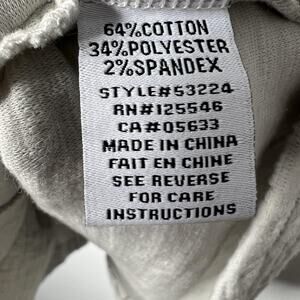 64%COTTON
34%POLYESTER
2%SPANDEX
STYLE#53224
RN#125546
CA#05633
MADE IN CHINA
FAIT EN CHINE
SEE REVERSE
FOR CARE
INSTRUCTIONS